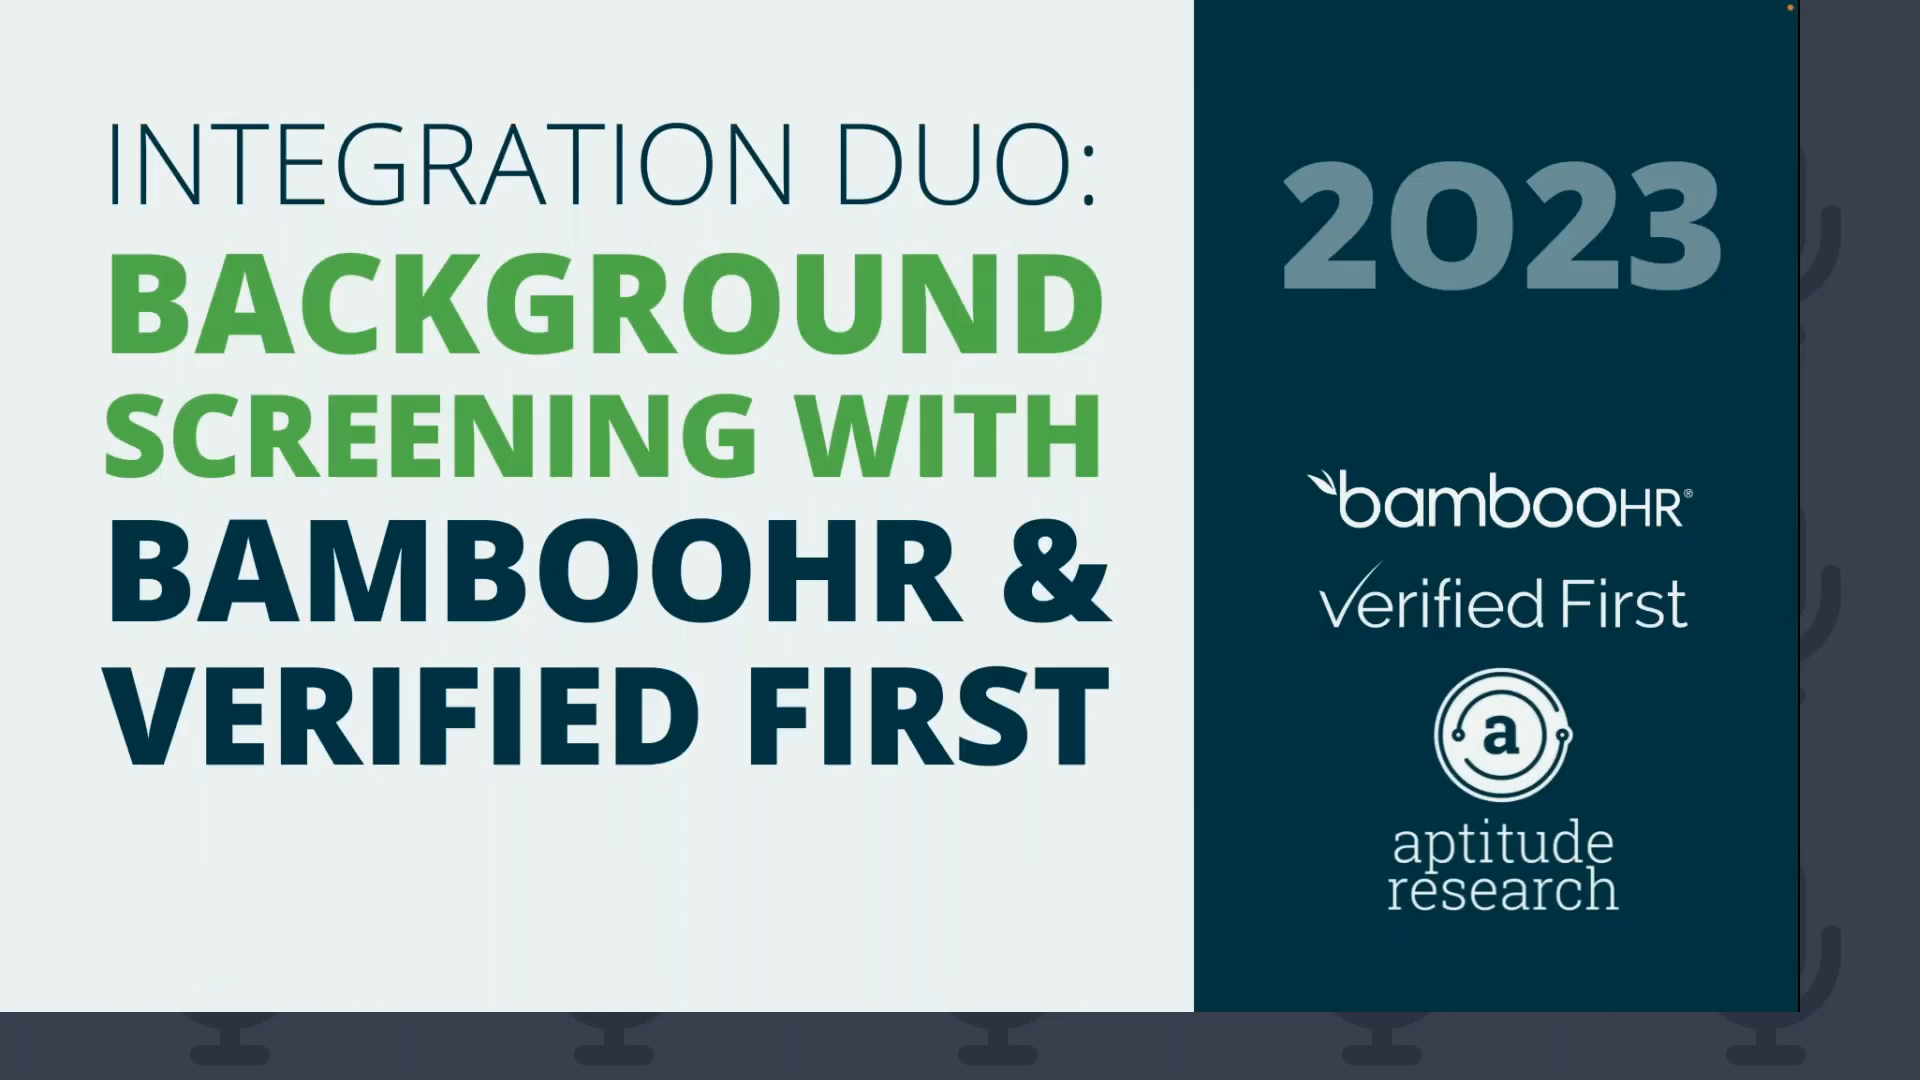 INTEGRATION DUO:
BACKGROUND
SCREENING WITH
BAMBOOHR &
VERIFIED FIRST
2023
bambooHR®
Verified First
a
aptitude
research